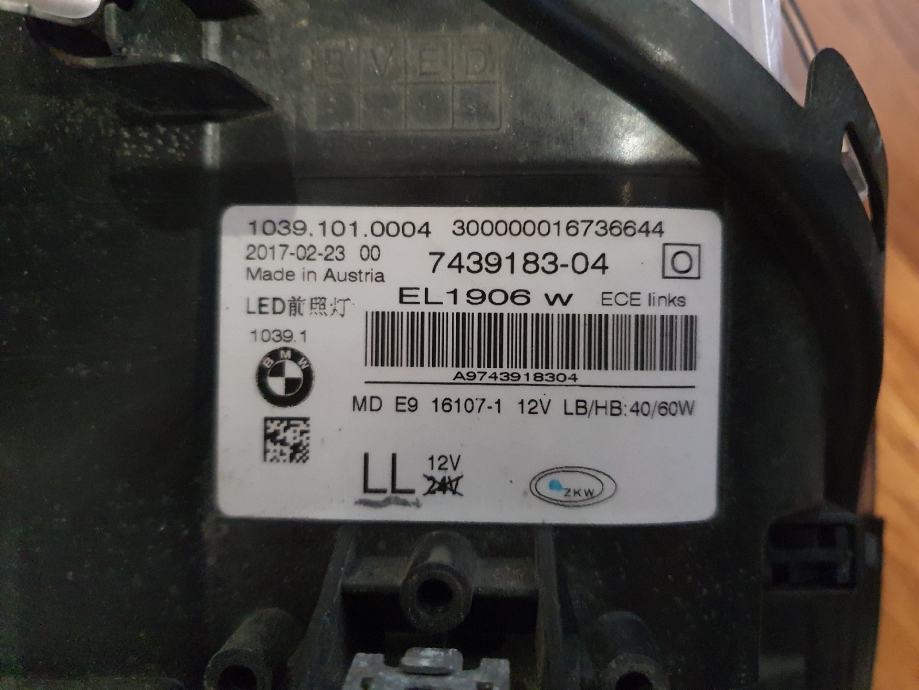 E V E D
1039.101.0004 300000016736644
2017-02-23 00
7439183-04 O
Made in Austria
EL1906 w ECE links
LED前照灯
1039.1
BMW
A9743918304
MD E9 16107-1 12V LB/HB:40/60W
LL 12V
24V
ZKW